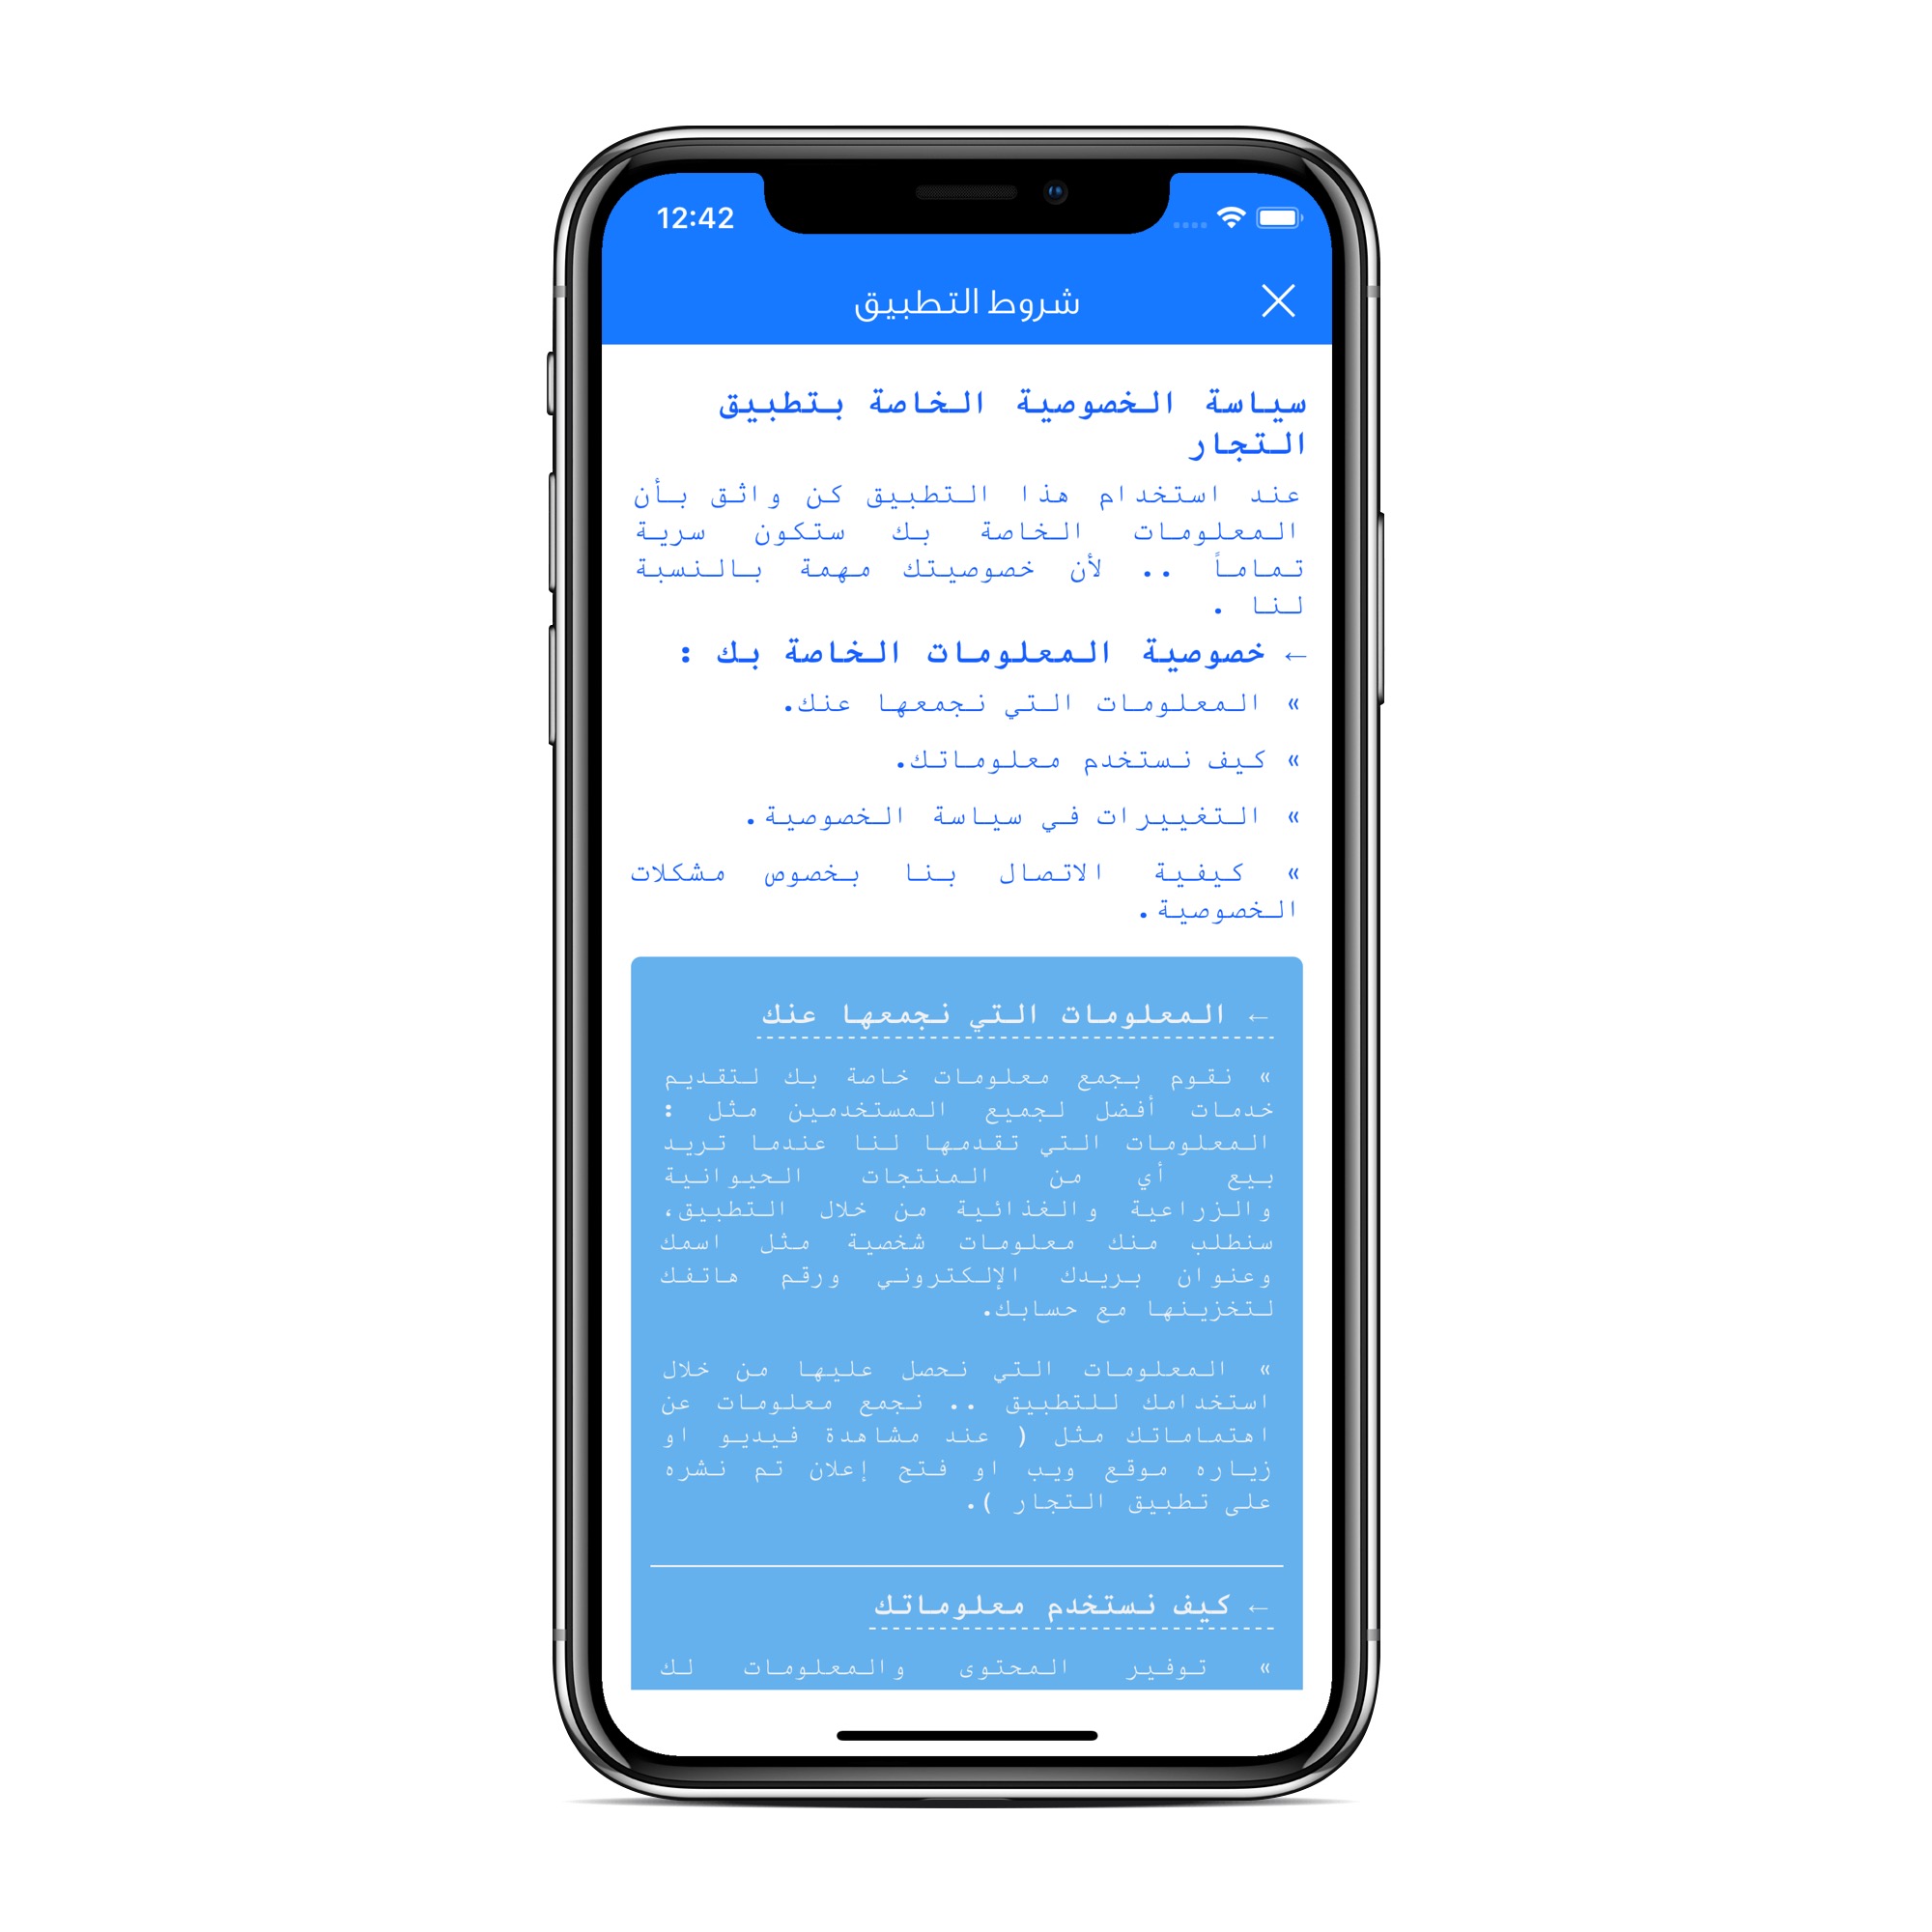 12:42
شروط التطبيق
سياسة الخصوصية الخاصة بتطبيق
التجار
عند استخدام هذا التطبيق كن واثق بأن
المعلومات الخاصة بك ستكون سرية
تماماً .. لأن خصوصيتك مهمة بالنسبة
لنا .
← خصوصية المعلومات الخاصة بك :
» المعلومات التي نجمعها عنك.
» كيف نستخدم معلوماتك.
» التغييرات في سياسة الخصوصية.
» كيفية الاتصال بنا بخصوص مشكلات
الخصوصية.
← المعلومات التي نجمعها عنك
» نقوم بجمع معلومات خاصة بك لتقديم
خدمات أفضل لجميع المستخدمين مثل :
المعلومات التي تقدمها لنا عندما تريد
بيع أي من المنتجات الحيوانية
والزراعية والغذائية من خلال التطبيق،
سنطلب منك معلومات شخصية مثل اسمك
وعنوان بريدك الإلكتروني ورقم هاتفك
لتخزينها مع حسابك.
» المعلومات التي نحصل عليها من خلال
استخدامك للتطبيق .. نجمع معلومات عن
اهتماماتك مثل ( عند مشاهدة فيديو او
زياره موقع ويب او فتح إعلان تم نشره
على تطبيق التجار ).
← كيف نستخدم معلوماتك
» توفير المحتوى والمعلومات لك